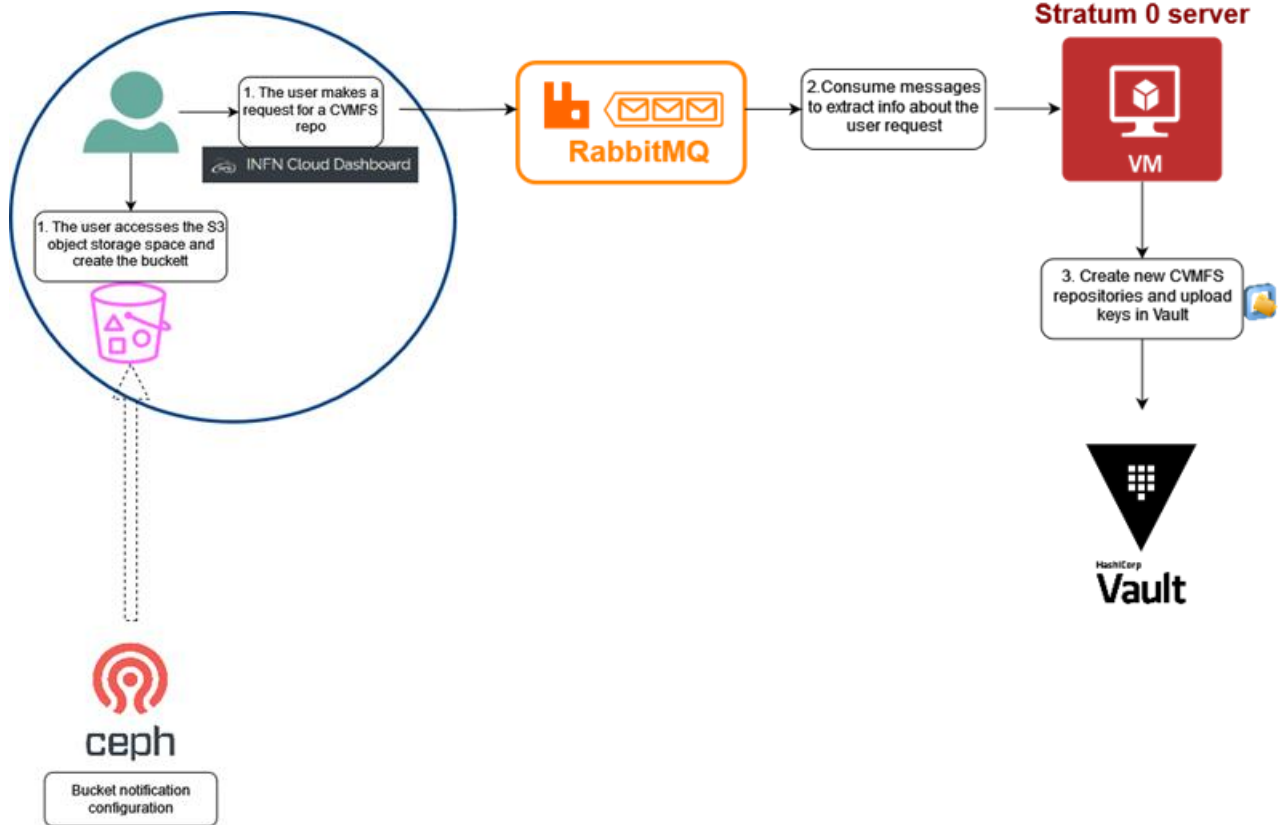 Stratum 0 server
1. The user makes a
request for a CVMFS
repo
INFN Cloud Dashboard
RabbitMQ
2.Consume messages
to extract info about the
user request
VM
1. The user accesses the S3
object storage space and
create the buckett
3. Create new CVMFS
repositories and upload
keys in Vault
HashiCorp
Vault
ceph
Bucket notification
configuration